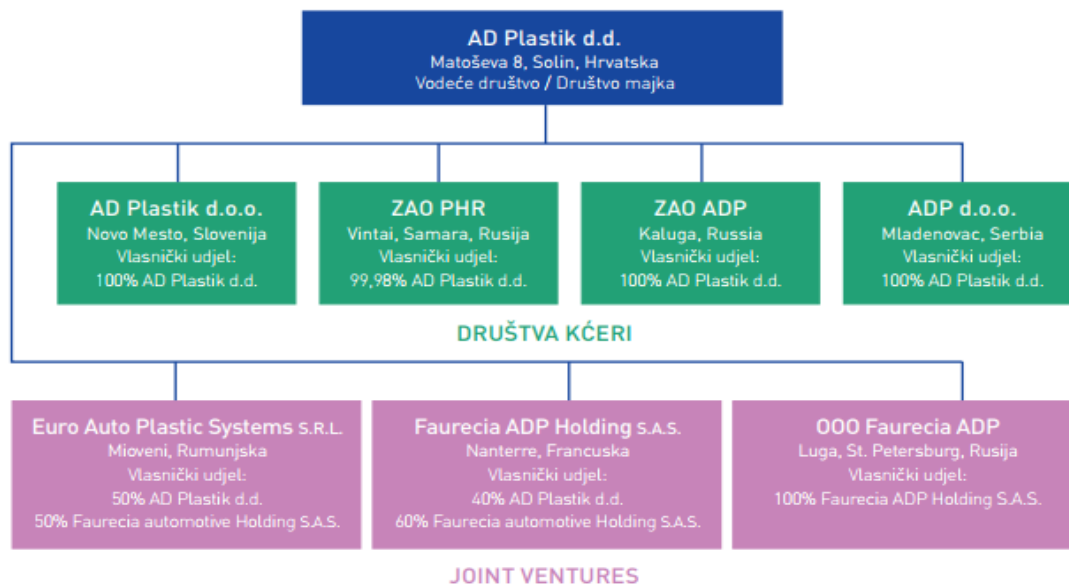 AD Plastik d.d.
Matoševa 8, Solin, Hrvatska
Vodeće društvo / Društvo majka
AD Plastik d.o.o.
Novo Mesto, Slovenija
Vlasnički udjel:
100% AD Plastik d.d.
ZAO PHR
Vintai, Samara, Rusija
Vlasnički udjel:
99,98% AD Plastik d.d.
ZAO ADP
Kaluga, Russia
Vlasnički udjel:
100% AD Plastik d.d.
ADP d.o.o.
Mladenovac, Serbia
Vlasnički udjel:
100% AD Plastik d.d.
DRUŠTVA KĆERI
Euro Auto Plastic Systems S.R.L.
Mioveni, Rumunjska
Vlasnički udjel:
50% AD Plastik d.d.
50% Faurecia automotive Holding S.A.S.
Faurecia ADP Holding S.A.S.
Nanterre, Francuska
Vlasnički udjel:
40% AD Plastik d.d.
60% Faurecia automotive Holding S.A.S.
OOO Faurecia ADP
Luga, St. Petersburg, Rusija
Vlasnički udjel:
100% Faurecia ADP Holding S.A.S.
JOINT VENTURES